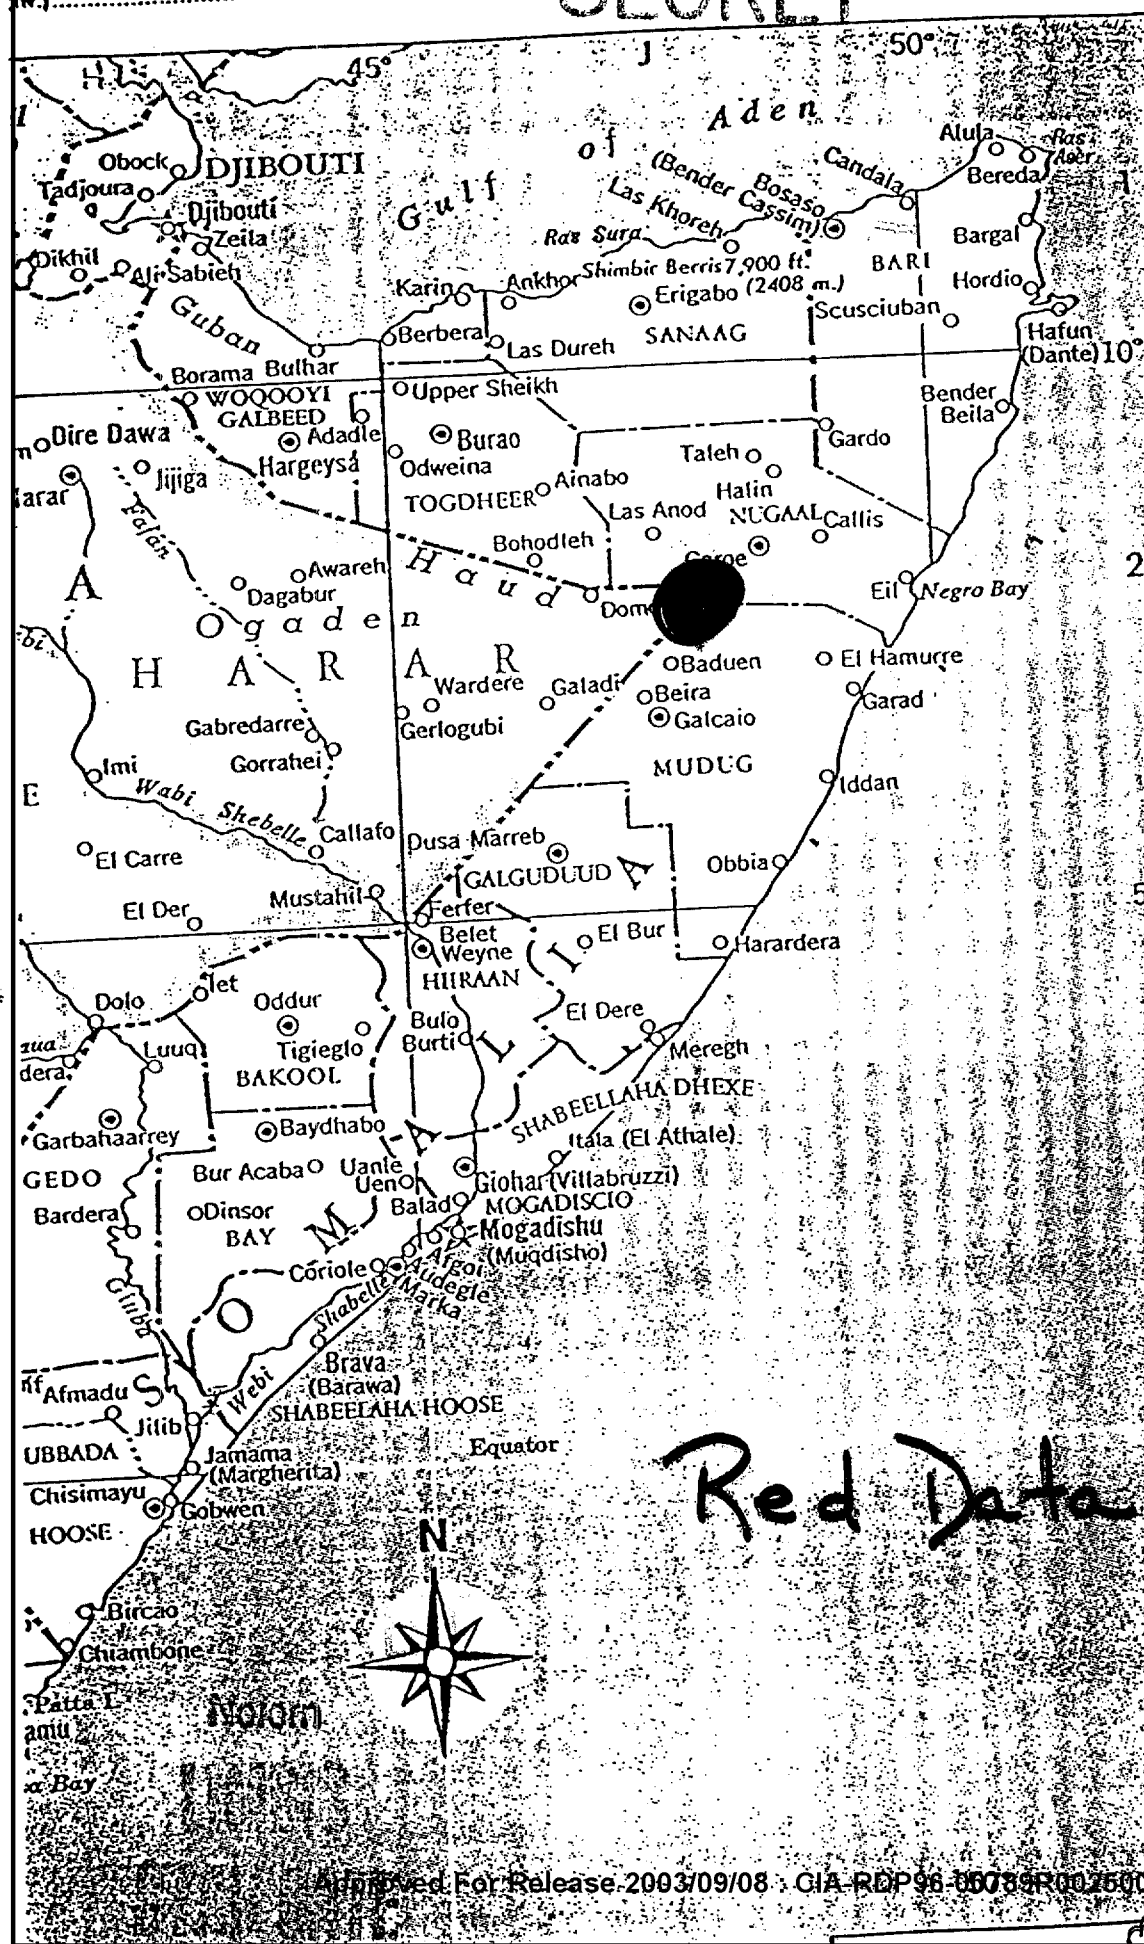 SECRET
45°
J
50°
Gulf of Aden
Obock
DJIBOUTI
Tadjoura
Djibouti
Zeila
Dikhil
Ali Sabieh
Alula
Ras
Bereda
Candala
Bosaso
(Bender Cassim)
Las Khoreh
Ras Sura
Bargal
BARI
Hordio
Karin
Ankhor
Shimbir Berris 7,900 ft.
(2408 m.)
Erigabo
Scusciuban
SANAAG
Hafun
(Dante)
10°
Guban
Berbera
Las Dureh
Bulhar
Borama
WOQOOYI
GALBEED
Upper Sheikh
Bender
Beila
Dire Dawa
Adadle
Burao
Gardo
Hargeysa
Odweina
Taleh
Jijiga
Ainabo
Halin
TOGDHEER
Las Anod
NUGAAL
Callis
Bohodleh
Haud
Awareh
Dagabur
Eil
Negro Bay
2
Ogaden
HARAR
Baduen
El Hamurre
Wardere
Galadi
Beira
Garad
Gerlogubi
Galcaio
Gabredarre
Gorrahei
MUDUG
Imi
Iddan
E
Wabi Shebelle
Callafo
Dusa Marreb
El Carre
Obbia
GALGUDUUD
Mustahil
El Der
Ferfer
Belet
Weyne
El Bur
Harardera
HIIRAAN
Dolo
Oddur
El Dere
Bulo
Burti
Luuq
Tigieglo
Meregh
BAKOOL
SHABEELLAHA DHEXE
Garbahaarrey
Baydhabo
Itala (El Athale)
GEDO
Bur Acaba
Uanle
Uen
Giohar (Villabruzzi)
Balad
MOGADISCIO
Bardera
Dinsor
BAY
Mogadishu
(Muqdisho)
Afgoi
Coriole
Audegle
Marka
Giuba
SOMALIA
Webi Shabelle
Brava
(Barawa)
SHABEELAHA HOOSE
Afmadu
Jilib
UBBADA
Jamama
(Margherita)
Equator
Chisimayu
Gobwen
HOOSE
Red Data
N
Bircao
Chiambone
Patta I.
Bay
Approved For Release 2003/09/08 : CIA-RDP96-